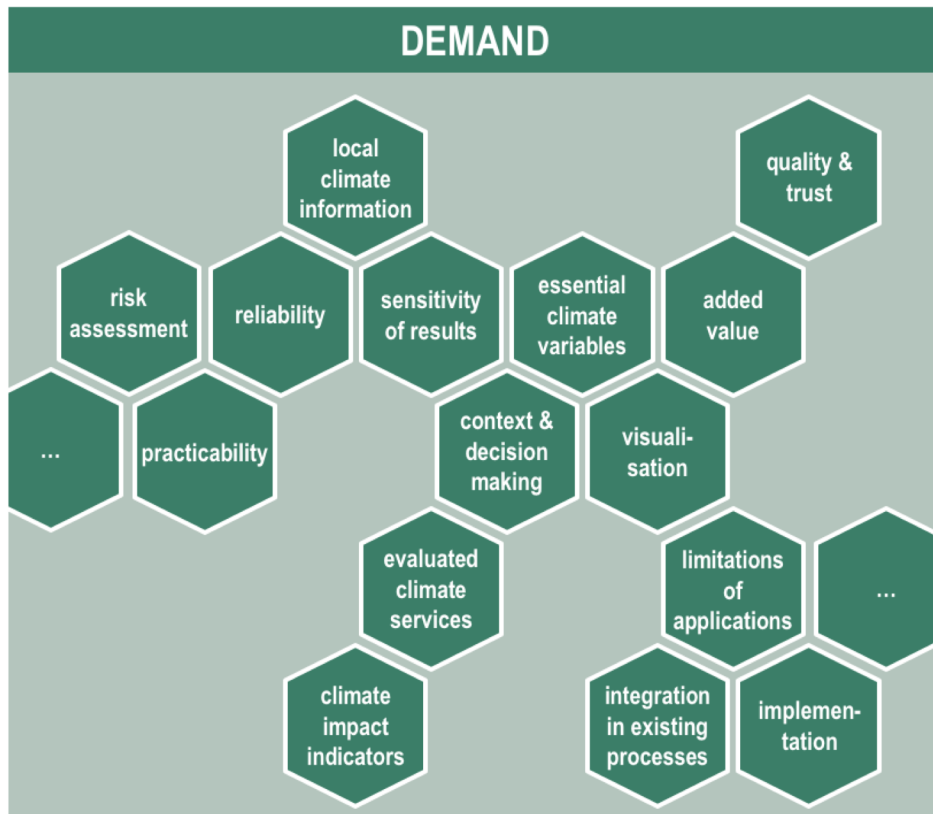 DEMAND
local
climate
information
quality &
trust
risk
assessment
reliability
sensitivity
of results
essential
climate
variables
added
value
...
practicability
context &
decision
making
visuali-
sation
evaluated
climate
services
limitations
of
applications
...
climate
impact
indicators
integration
in existing
processes
implemen-
tation